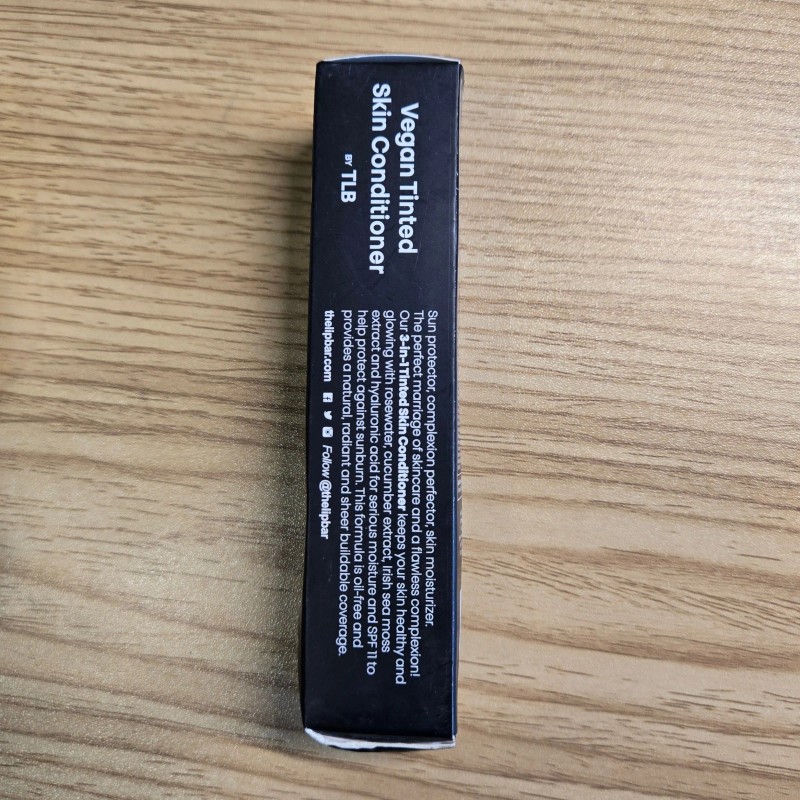 Vegan Tinted
Skin Conditioner
BY TLB
Sun protector, complexion perfector, skin moisturizer.
The perfect marriage of skincare and a flawless complexion!
Our 3-in-1 Tinted Skin Conditioner keeps your skin healthy and
glowing with rosewater, cucumber extract, Irish sea moss
extract and hyaluronic acid for serious moisture and SPF 11 to
help protect against sunburn. This formula is oil-free and
provides a natural, radiant and sheer buildable coverage.
thelipbar.com Follow @thelipbar